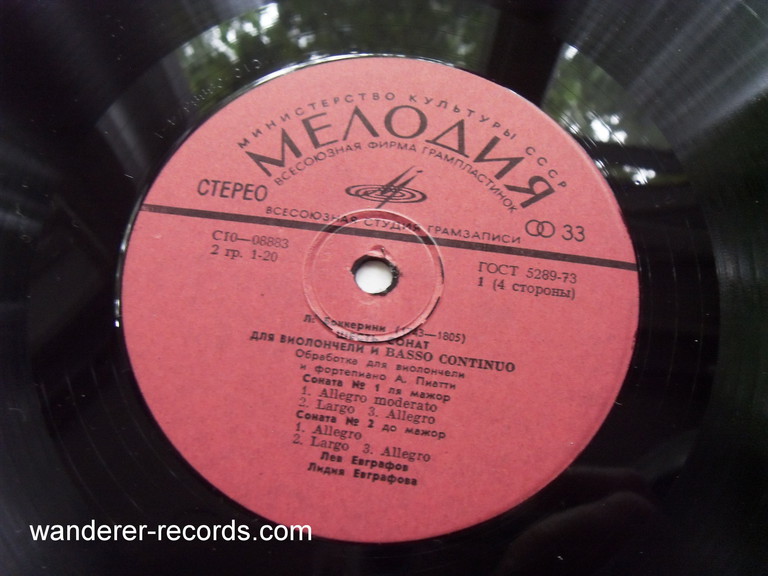 МИНИСТЕРСТВО КУЛЬТУРЫ СССР
МЕЛОДИЯ
ВСЕСОЮЗНАЯ ФИРМА ГРАМПЛАСТИНОК
СТЕРЕО
33
ВСЕСОЮЗНАЯ СТУДИЯ ГРАМЗАПИСИ
С10—08883
2 гр. 1-20
ГОСТ 5289-73
1 (4 стороны)
Л. Боккерини (1743—1805)
ШЕСТЬ СОНАТ
ДЛЯ ВИОЛОНЧЕЛИ И BASSO CONTINUO
Обработка для виолончели
и фортепиано А. Пиатти
Соната № 1 ля мажор
1. Allegro moderato
2. Largo 3. Allegro
Соната № 2 до мажор
1. Allegro
2. Largo 3. Allegro
Лев Евграфов
Лидия Евграфова
wanderer-records.com